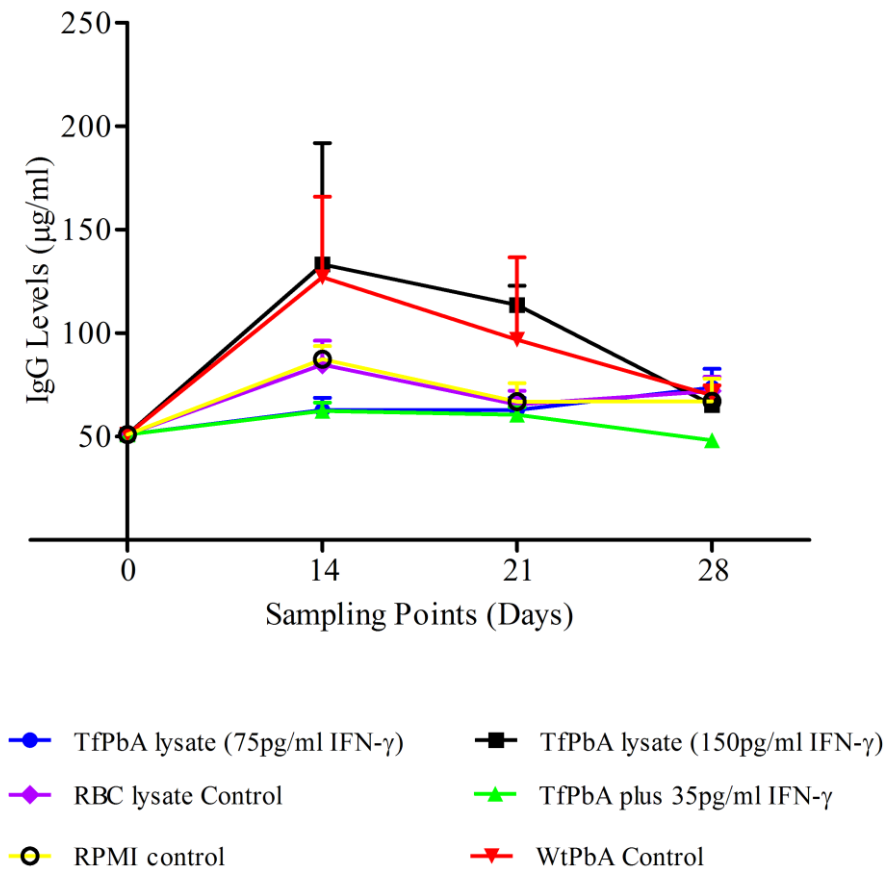 250
200
150
100
50
IgG Levels (µg/ml)
0 14 21 28
Sampling Points (Days)
TfPbA lysate (75pg/ml IFN-γ)
TfPbA lysate (150pg/ml IFN-γ)
RBC lysate Control
TfPbA plus 35pg/ml IFN-γ
RPMI control
WtPbA Control